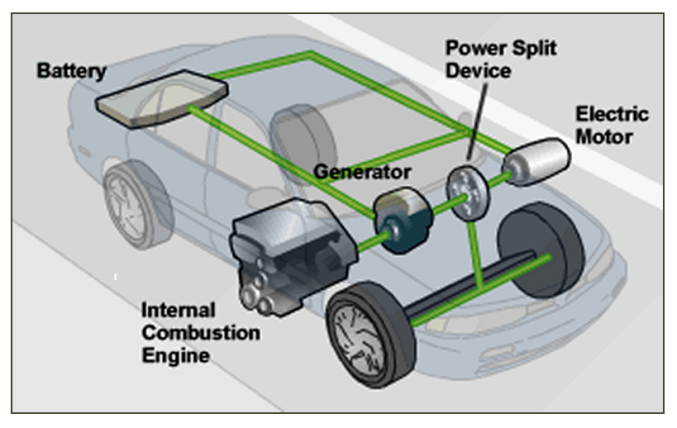 Power Split
Device
Battery
Electric
Motor
Generator
Internal
Combustion
Engine